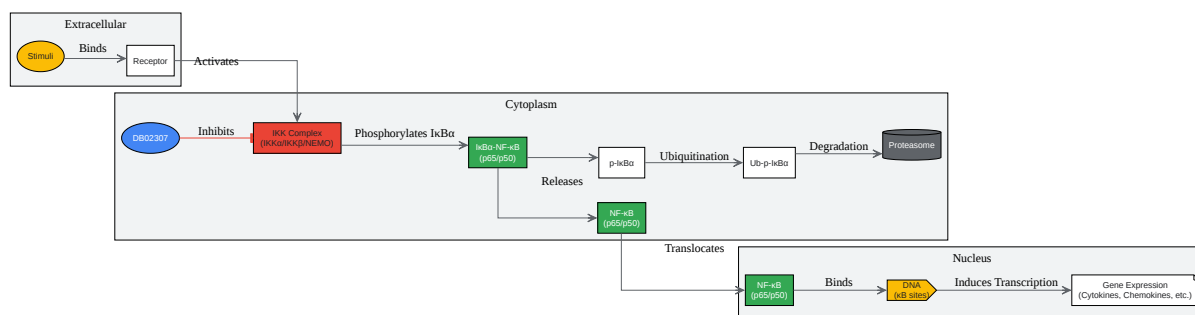 Extracellular
Stimuli
Binds
Receptor
Activates
Cytoplasm
DB02307
Inhibits
IKK Complex
(IKKα/IKKβ/NEMO)
Phosphorylates IκBα
IκBα-NF-κB
(p65/p50)
Releases
p-IκBα
Ubiquitination
Ub-p-IκBα
Degradation
Proteasome
NF-κB
(p65/p50)
Translocates
Nucleus
NF-κB
(p65/p50)
Binds
DNA
(κB sites)
Induces Transcription
Gene Expression
(Cytokines, Chemokines, etc.)